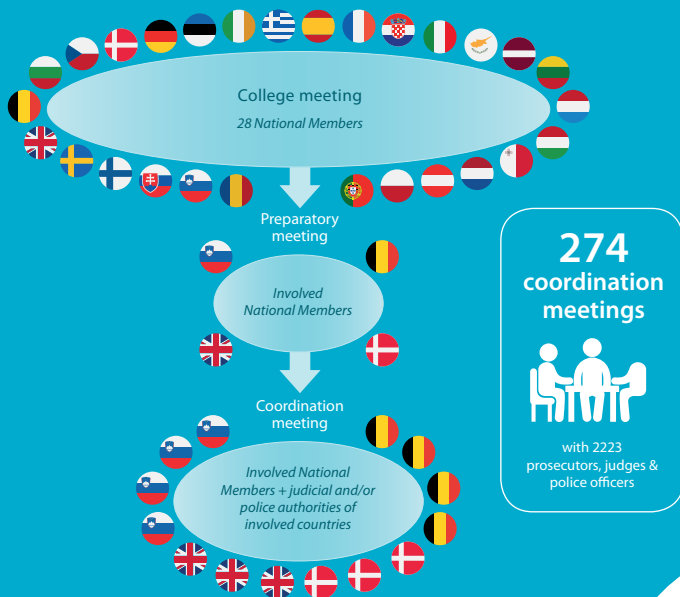 College meeting
28 National Members
Preparatory
meeting
Involved
National Members
Coordination
meeting
Involved National
Members + judicial and/or
police authorities of
involved countries
274
coordination
meetings
with 2223
prosecutors, judges &
police officers